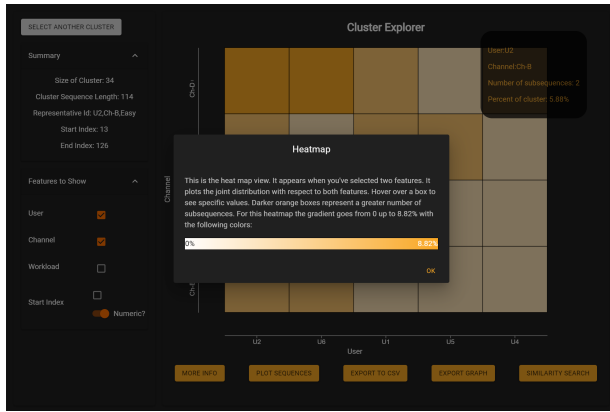 SELECT ANOTHER CLUSTER
Cluster Explorer
Summary
Size of Cluster: 34
Cluster Sequence Length: 114
Representative Id: U2,Ch-B,Easy
Start Index: 13
End Index: 126
Features to Show
User
Channel
Workload
Start Index
Numeric?
User:U2
Channel:Ch-B
Number of subsequences: 2
Percent of cluster: 5.88%
Ch-D
Channel
Heatmap
This is the heat map view. It appears when you've selected two features. It
plots the joint distribution with respect to both features. Hover over a box to
see specific values. Darker orange boxes represent a greater number of
subsequences. For this heatmap the gradient goes from 0 up to 8.82% with
the following colors:
0% 8.82%
OK
U2 U6 U1 U5 U4
User
MORE INFO PLOT SEQUENCES EXPORT TO CSV EXPORT GRAPH SIMILARITY SEARCH